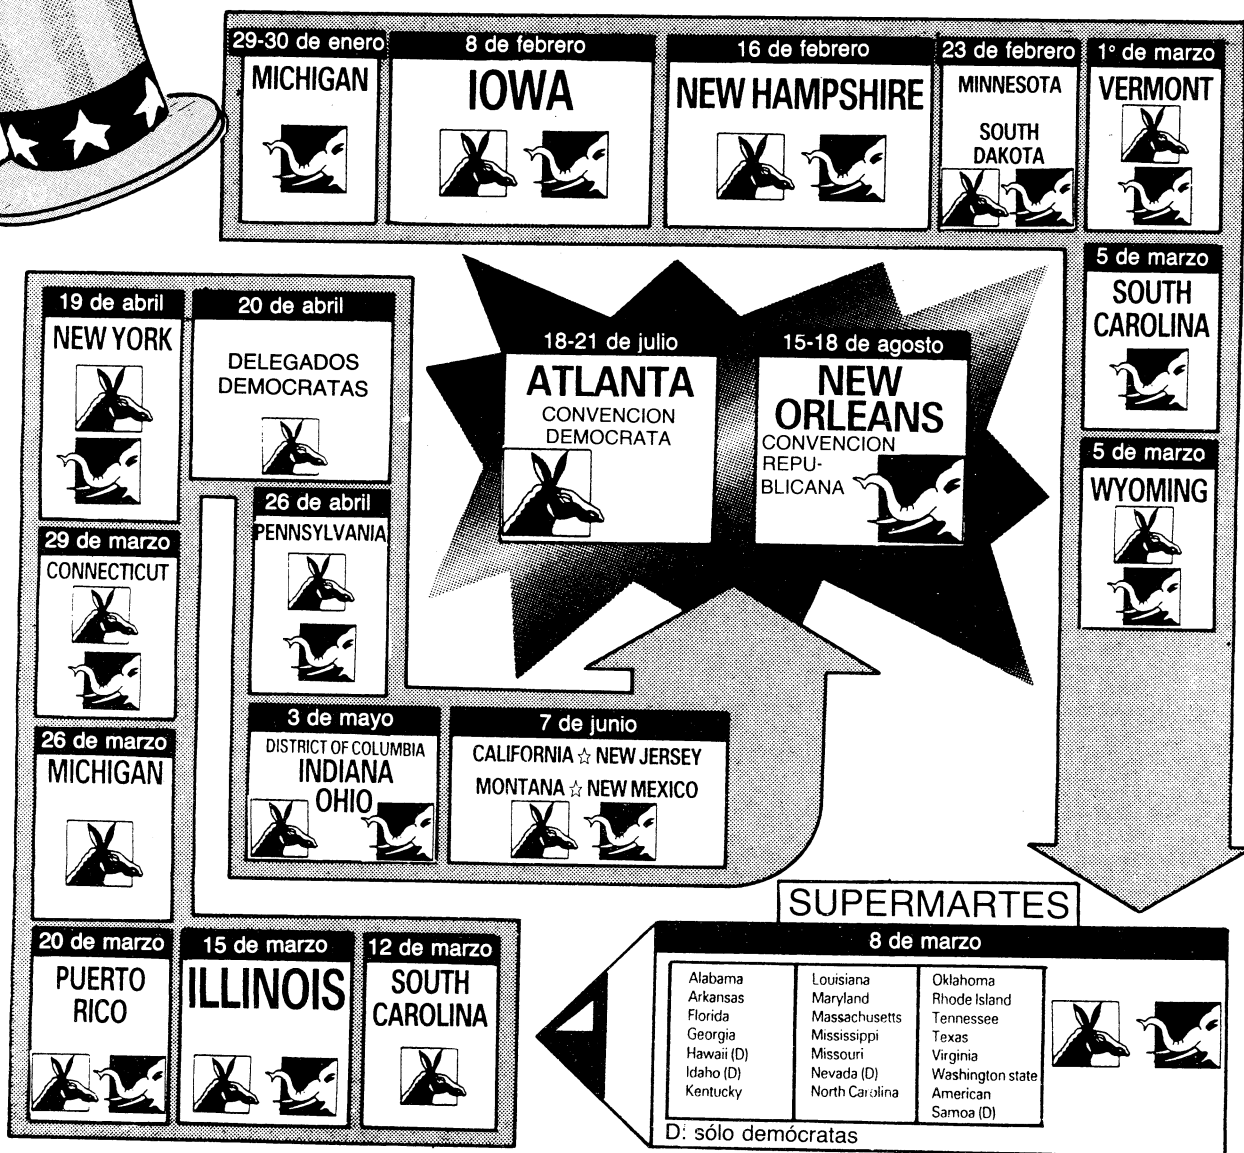 29-30 de enero
MICHIGAN
8 de febrero
IOWA
16 de febrero
NEW HAMPSHIRE
23 de febrero
MINNESOTA
SOUTH
DAKOTA
1° de marzo
VERMONT
5 de marzo
SOUTH
CAROLINA
5 de marzo
WYOMING
SUPERMARTES
8 de marzo
Alabama
Arkansas
Florida
Georgia
Hawaii (D)
Idaho (D)
Kentucky
Louisiana
Maryland
Massachusetts
Mississippi
Missouri
Nevada (D)
North Carolina
Oklahoma
Rhode Island
Tennessee
Texas
Virginia
Washington state
American
Samoa (D)
D: sólo demócratas
12 de marzo
SOUTH
CAROLINA
15 de marzo
ILLINOIS
20 de marzo
PUERTO
RICO
26 de marzo
MICHIGAN
29 de marzo
CONNECTICUT
19 de abril
NEW YORK
20 de abril
DELEGADOS
DEMOCRATAS
26 de abril
PENNSYLVANIA
3 de mayo
DISTRICT OF COLUMBIA
INDIANA
OHIO
7 de junio
CALIFORNIA ☆ NEW JERSEY
MONTANA ☆ NEW MEXICO
18-21 de julio
ATLANTA
CONVENCION
DEMOCRATA
15-18 de agosto
NEW
ORLEANS
CONVENCION
REPU-
BLICANA